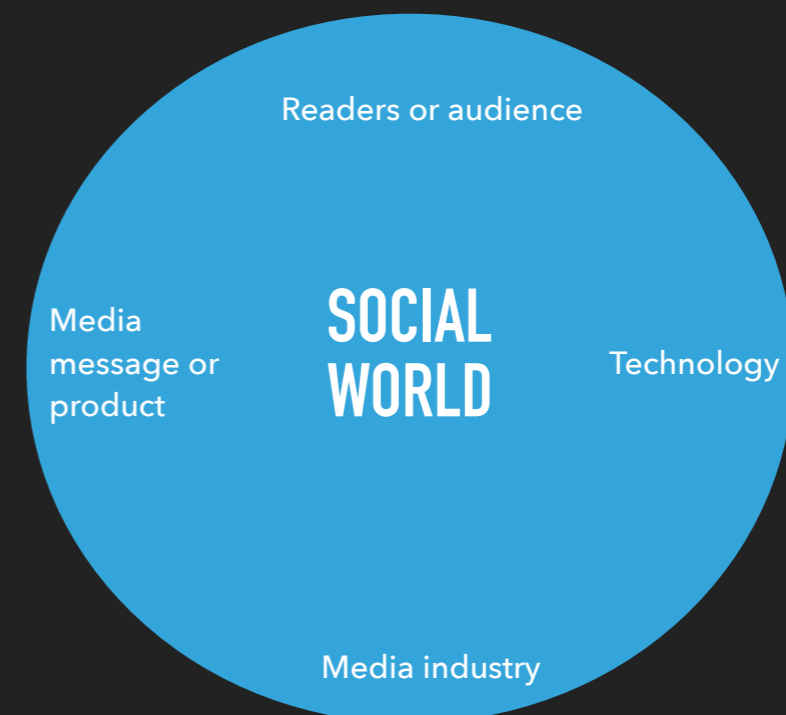 Readers or audience
Media
message or
product
SOCIAL
WORLD
Technology
Media industry